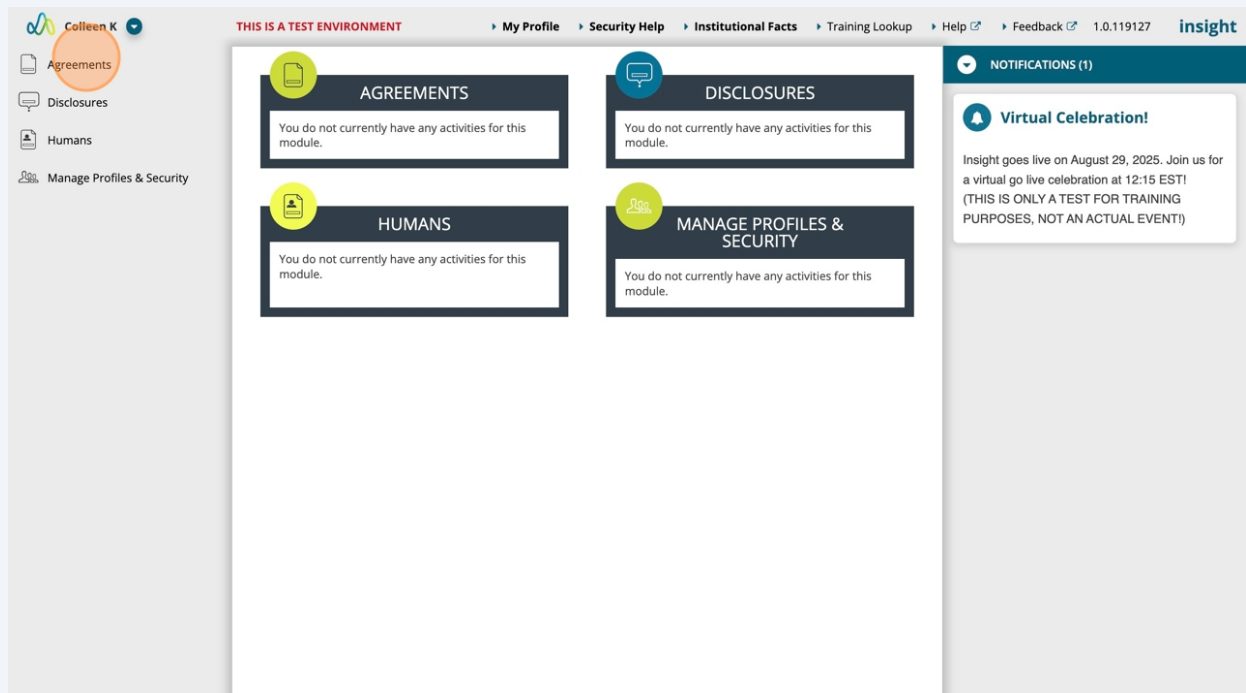 Colleen K
THIS IS A TEST ENVIRONMENT
My Profile
Security Help
Institutional Facts
Training Lookup
Help
Feedback
1.0.119127
insight
Agreements
Disclosures
Humans
Manage Profiles & Security
AGREEMENTS
You do not currently have any activities for this
module.
DISCLOSURES
You do not currently have any activities for this
module.
HUMANS
You do not currently have any activities for this
module.
MANAGE PROFILES &
SECURITY
You do not currently have any activities for this
module.
NOTIFICATIONS (1)
Virtual Celebration!
Insight goes live on August 29, 2025. Join us for
a virtual go live celebration at 12:15 EST!
(THIS IS ONLY A TEST FOR TRAINING
PURPOSES, NOT AN ACTUAL EVENT!)